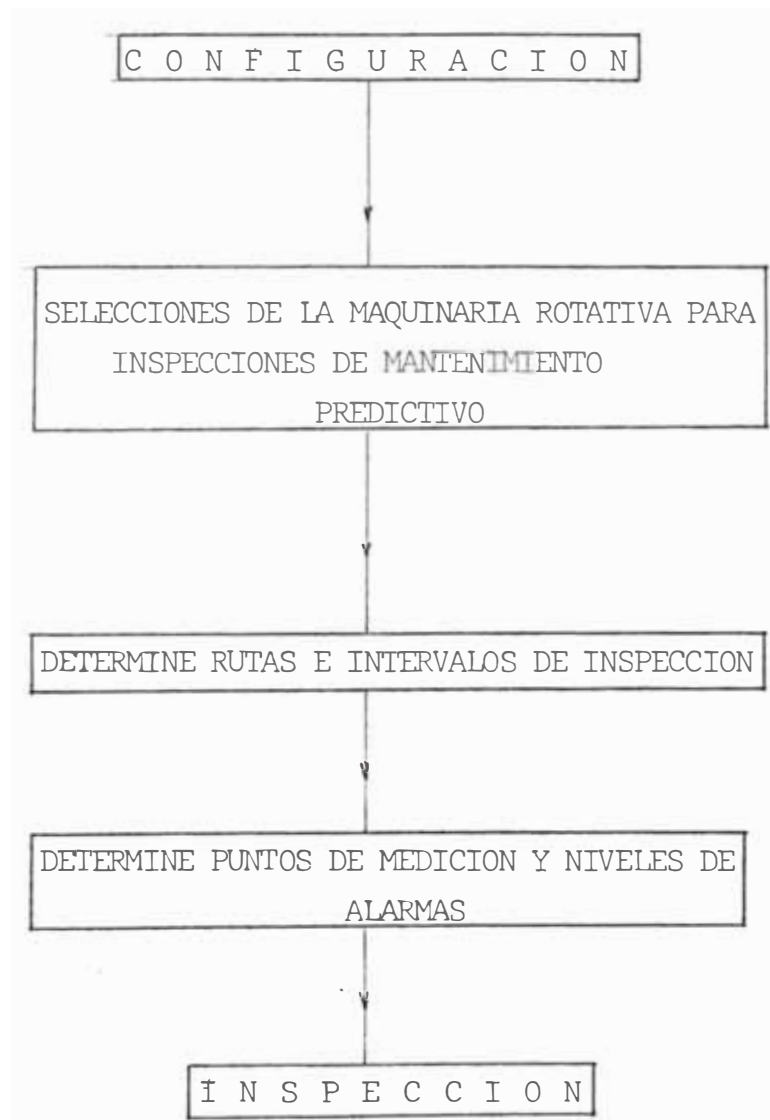 C O N F I G U R A C I O N
SELECCIONES DE LA MAQUINARIA ROTATIVA PARA
INSPECCIONES DE MANTENIMIENTO
PREDICTIVO
DETERMINE RUTAS E INTERVALOS DE INSPECCION
DETERMINE PUNTOS DE MEDICION Y NIVELES DE
ALARMAS
I N S P E C C I O N